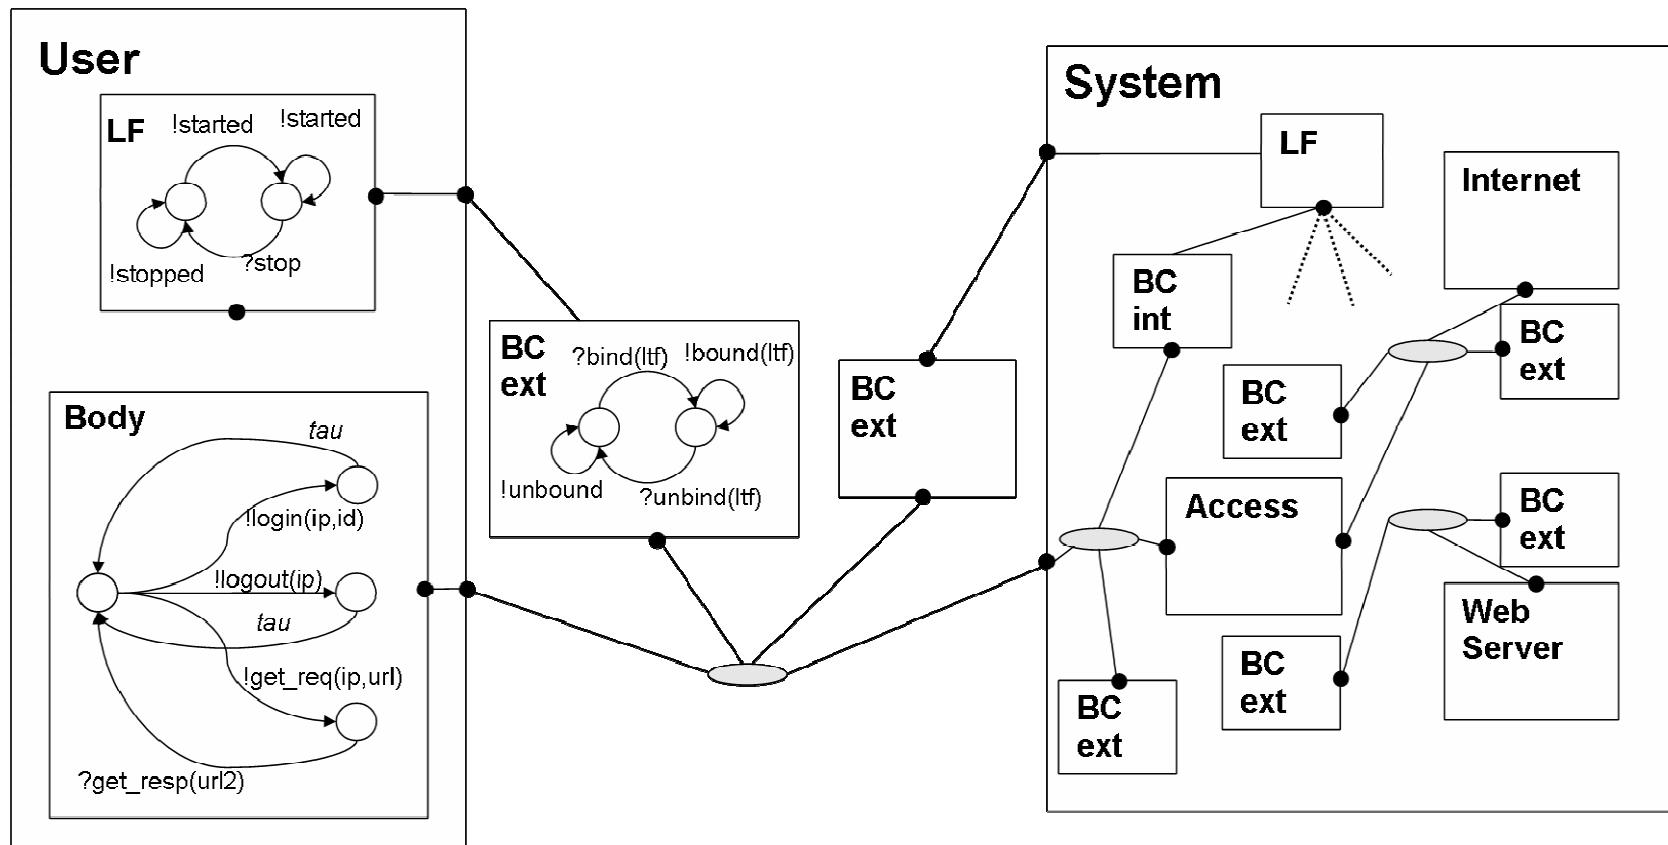 User
LF
!started
!started
!stopped
?stop
Body
tau
!login(ip,id)
!logout(ip)
tau
!get_req(ip,url)
?get_resp(url2)
BC
ext
?bind(ltf)
!bound(ltf)
!unbound
?unbind(ltf)
BC
ext
System
LF
Internet
BC
int
BC
ext
BC
ext
Access
BC
ext
Web
Server
BC
ext
BC
ext